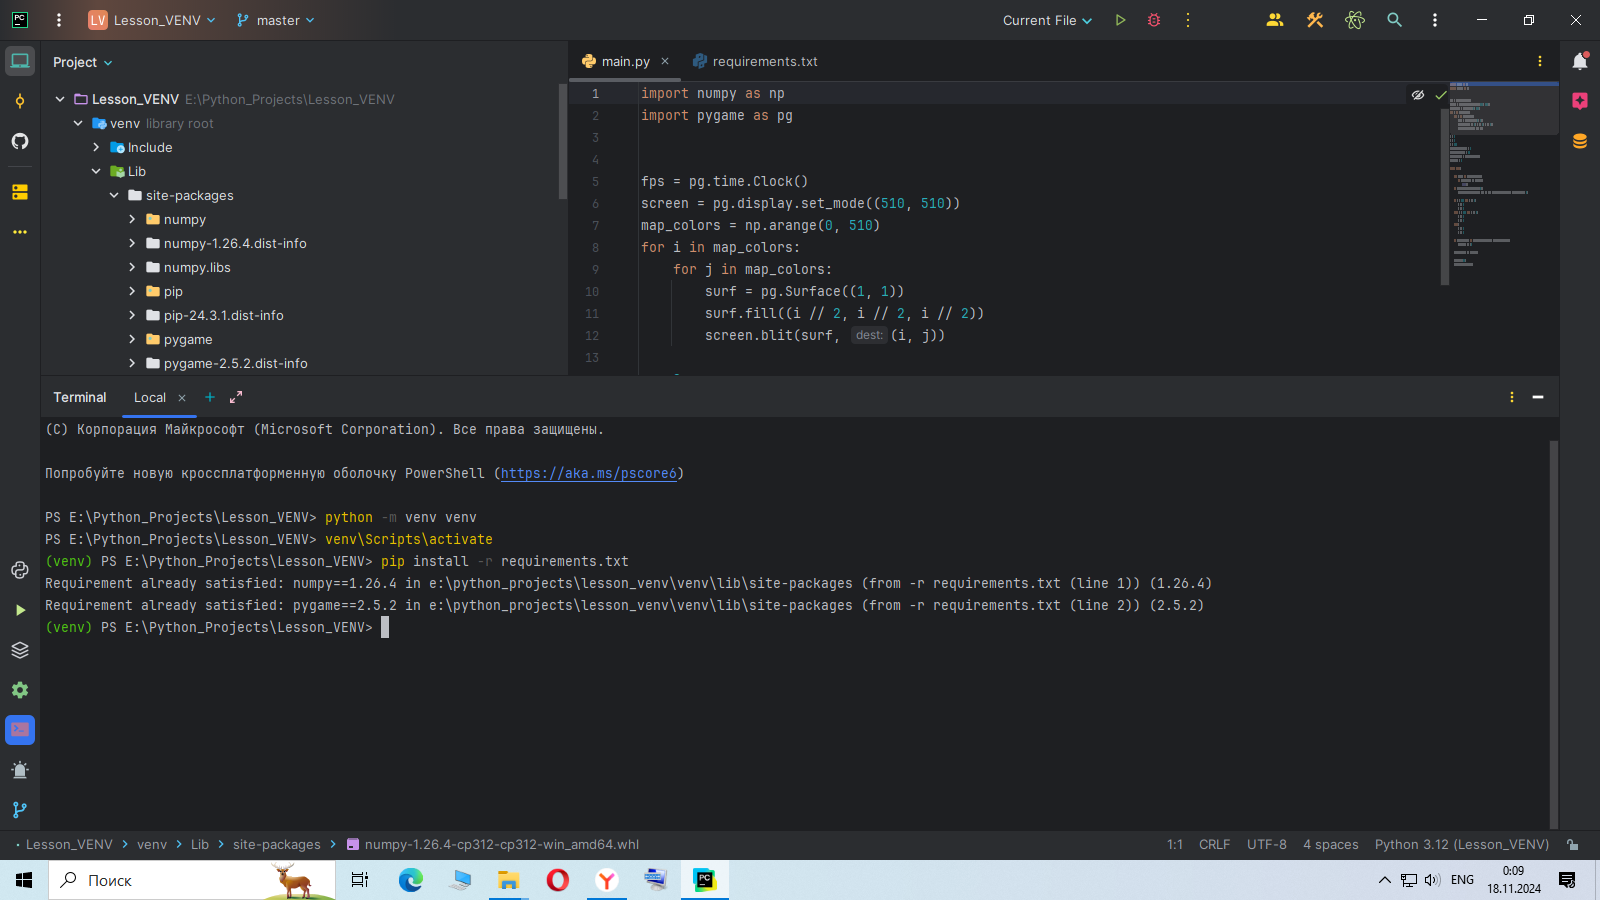 LV Lesson_VENV master Current File
Project
main.py requirements.txt
Lesson_VENV E:\Python_Projects\Lesson_VENV
venv library root
Include
Lib
site-packages
numpy
numpy-1.26.4.dist-info
numpy.libs
pip
pip-24.3.1.dist-info
pygame
pygame-2.5.2.dist-info
1 import numpy as np
2 import pygame as pg
3
4
5 fps = pg.time.Clock()
6 screen = pg.display.set_mode((510, 510))
7 map_colors = np.arange(0, 510)
8 for i in map_colors:
9 for j in map_colors:
10 surf = pg.Surface((1, 1))
11 surf.fill((i // 2, i // 2, i // 2))
12 screen.blit(surf, dest: (i, j))
13
Terminal Local
(C) Корпорация Майкрософт (Microsoft Corporation). Все права защищены.
Попробуйте новую кроссплатформенную оболочку PowerShell (https://aka.ms/pscore6)
PS E:\Python_Projects\Lesson_VENV> python -m venv venv
PS E:\Python_Projects\Lesson_VENV> venv\Scripts\activate
(venv) PS E:\Python_Projects\Lesson_VENV> pip install -r requirements.txt
Requirement already satisfied: numpy==1.26.4 in e:\python_projects\lesson_venv\venv\lib\site-packages (from -r requirements.txt (line 1)) (1.26.4)
Requirement already satisfied: pygame==2.5.2 in e:\python_projects\lesson_venv\venv\lib\site-packages (from -r requirements.txt (line 2)) (2.5.2)
(venv) PS E:\Python_Projects\Lesson_VENV>
Lesson_VENV > venv > Lib > site-packages > numpy-1.26.4-cp312-cp312-win_amd64.whl 1:1 CRLF UTF-8 4 spaces Python 3.12 (Lesson_VENV)
Поиск
ENG
0:09
18.11.2024